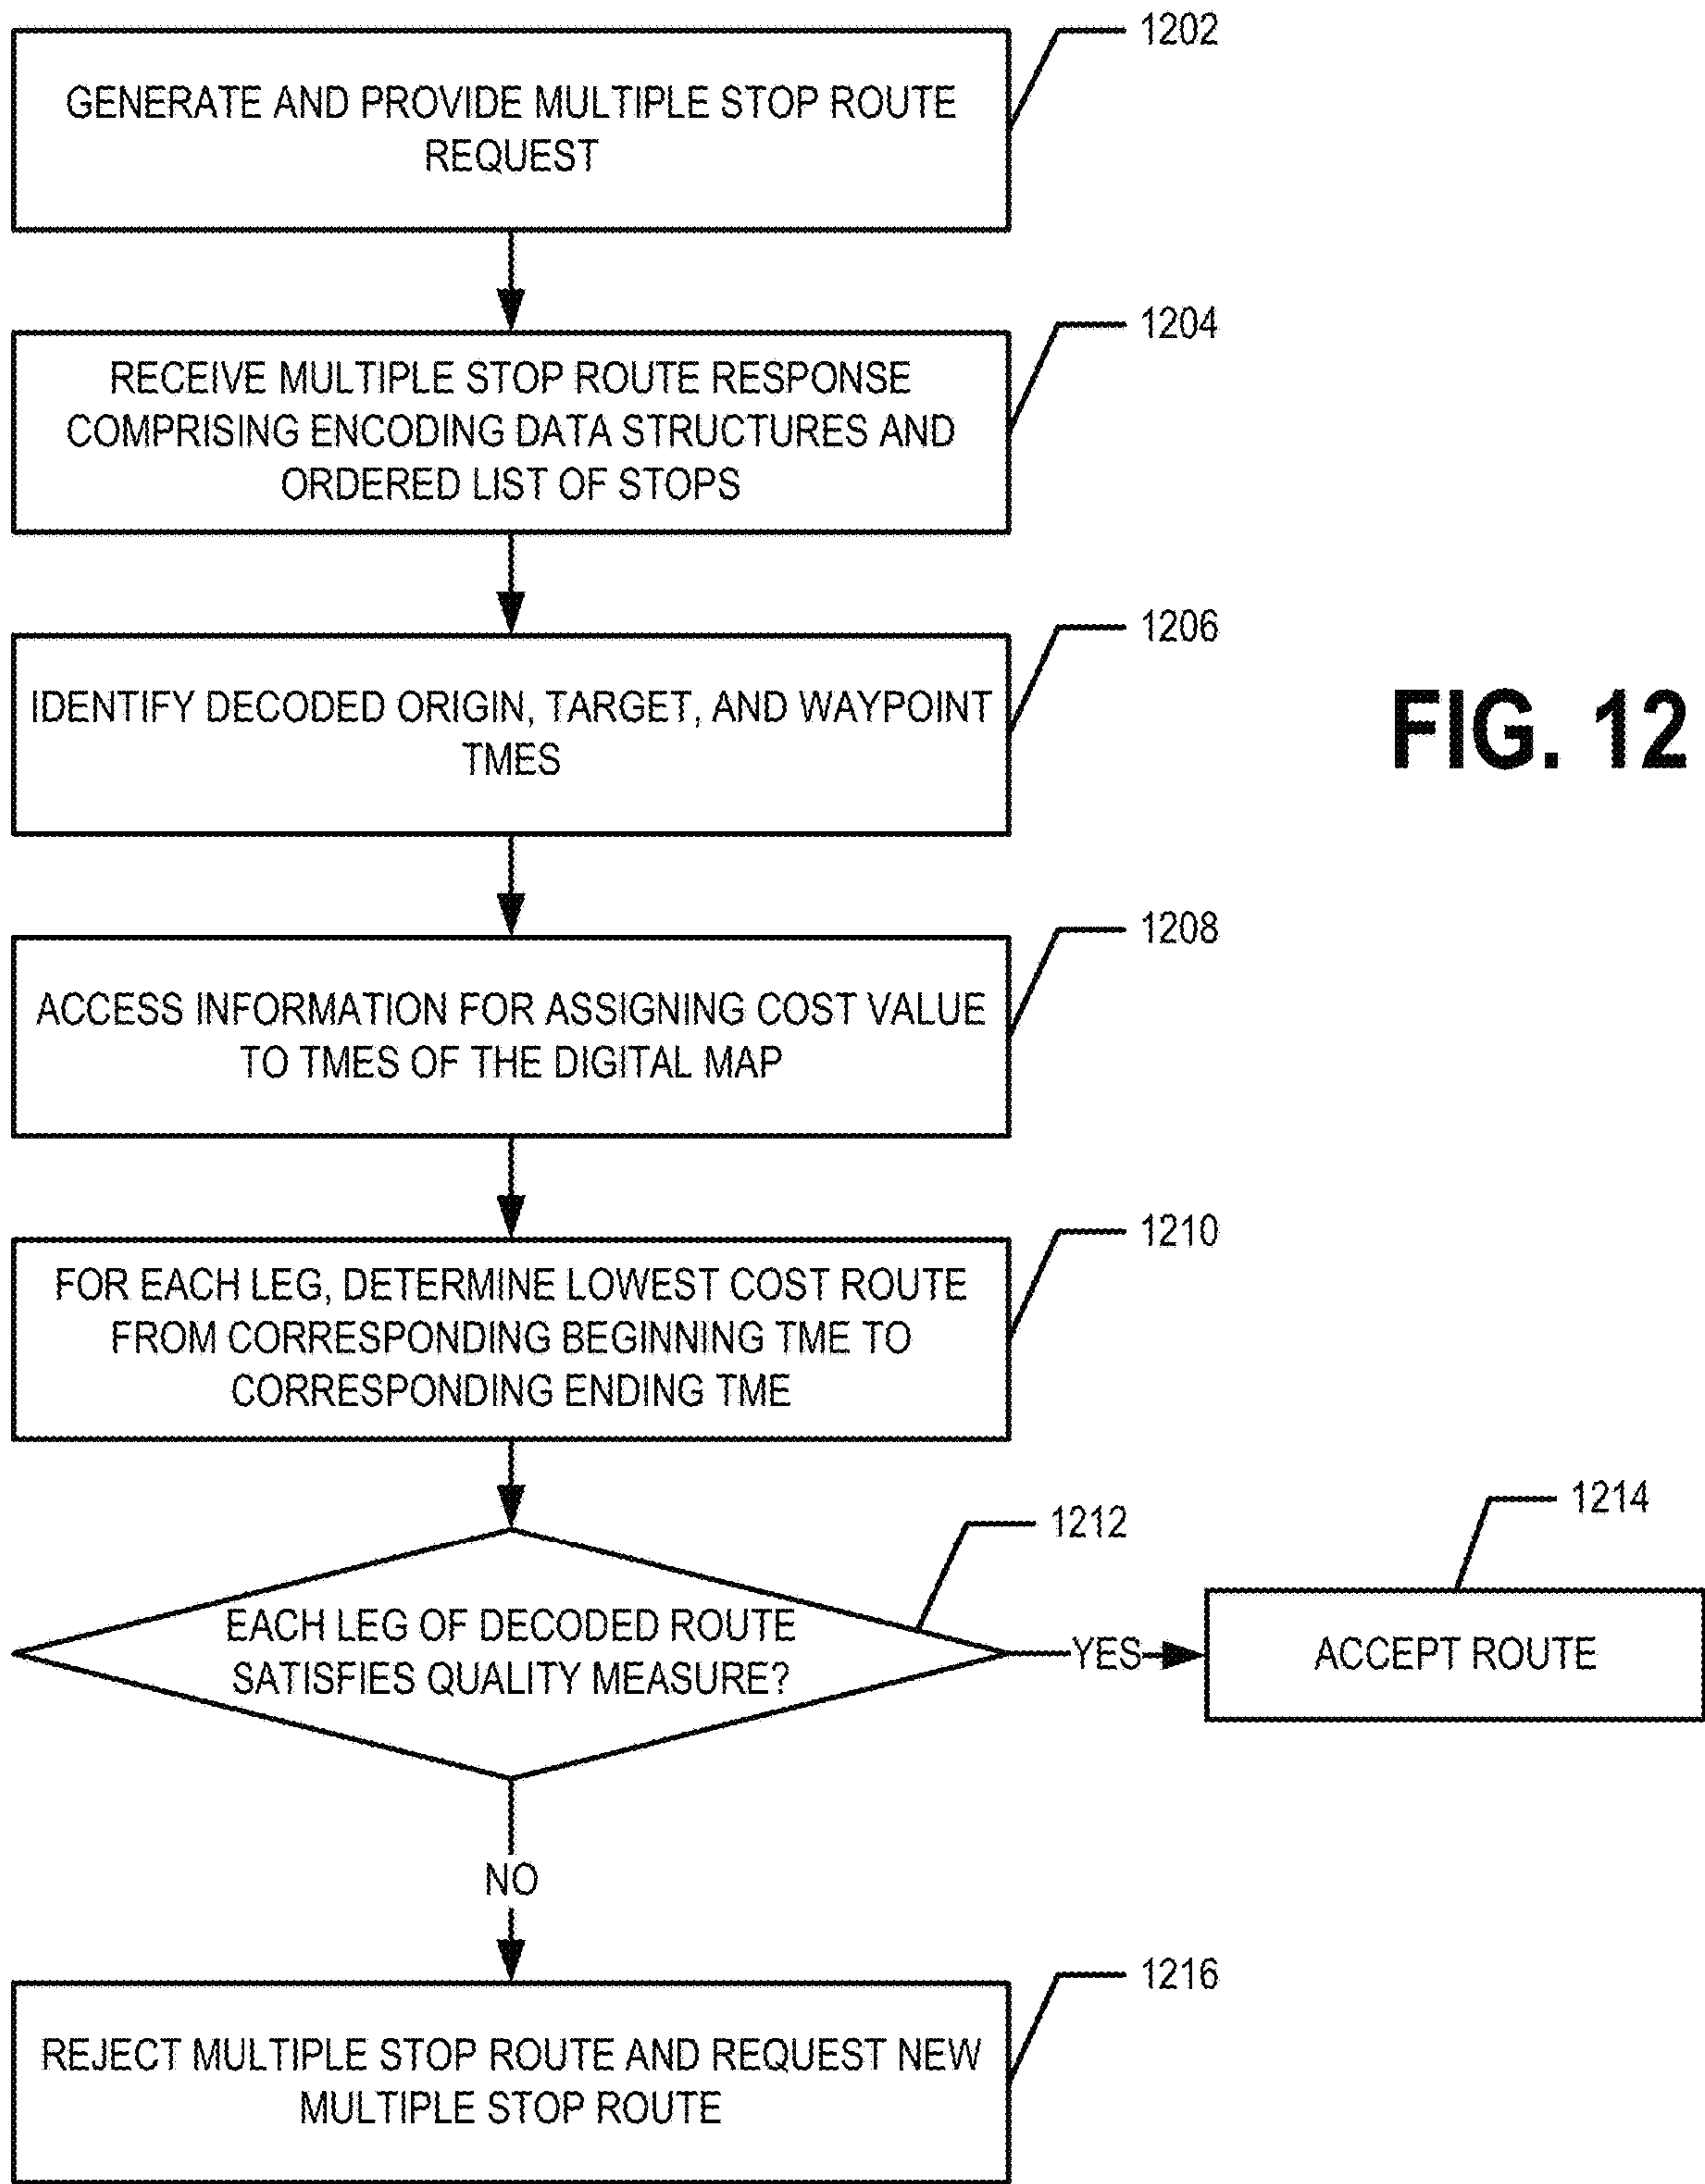 1202
GENERATE AND PROVIDE MULTIPLE STOP ROUTE
REQUEST
1204
RECEIVE MULTIPLE STOP ROUTE RESPONSE
COMPRISING ENCODING DATA STRUCTURES AND
ORDERED LIST OF STOPS
1206
IDENTIFY DECODED ORIGIN, TARGET, AND WAYPOINT
TMES
FIG. 12
1208
ACCESS INFORMATION FOR ASSIGNING COST VALUE
TO TMES OF THE DIGITAL MAP
1210
FOR EACH LEG, DETERMINE LOWEST COST ROUTE
FROM CORRESPONDING BEGINNING TME TO
CORRESPONDING ENDING TME
1212
EACH LEG OF DECODED ROUTE
SATISFIES QUALITY MEASURE?
YES
1214
ACCEPT ROUTE
NO
1216
REJECT MULTIPLE STOP ROUTE AND REQUEST NEW
MULTIPLE STOP ROUTE